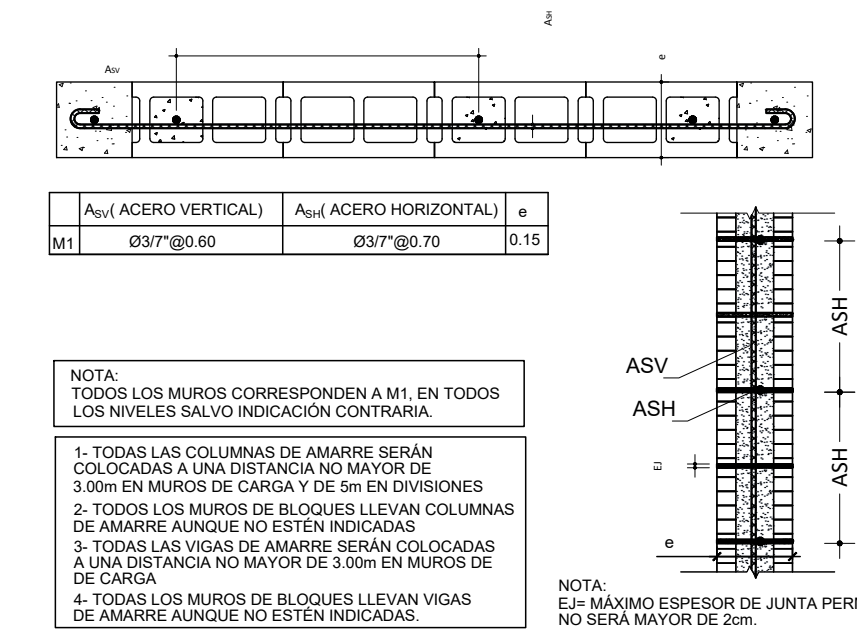 ASH
ASV
e
ASV( ACERO VERTICAL) ASH( ACERO HORIZONTAL) e
M1 Ø3/7"@0.60 Ø3/7"@0.70 0.15
NOTA:
TODOS LOS MUROS CORRESPONDEN A M1, EN TODOS
LOS NIVELES SALVO INDICACIÓN CONTRARIA.
1- TODAS LAS COLUMNAS DE AMARRE SERÁN
COLOCADAS A UNA DISTANCIA NO MAYOR DE
3.00m EN MUROS DE CARGA Y DE 5m EN DIVISIONES
2- TODOS LOS MUROS DE BLOQUES LLEVAN COLUMNAS
DE AMARRE AUNQUE NO ESTÉN INDICADAS
3- TODAS LAS VIGAS DE AMARRE SERÁN COLOCADAS
A UNA DISTANCIA NO MAYOR DE 3.00m EN MUROS DE
DE CARGA
4- TODAS LOS MUROS DE BLOQUES LLEVAN VIGAS
DE AMARRE AUNQUE NO ESTÉN INDICADAS.
ASH
ASV
ASH
EJ
ASH
e
NOTA:
EJ= MÁXIMO ESPESOR DE JUNTA
NO SERÁ MAYOR DE 2cm.